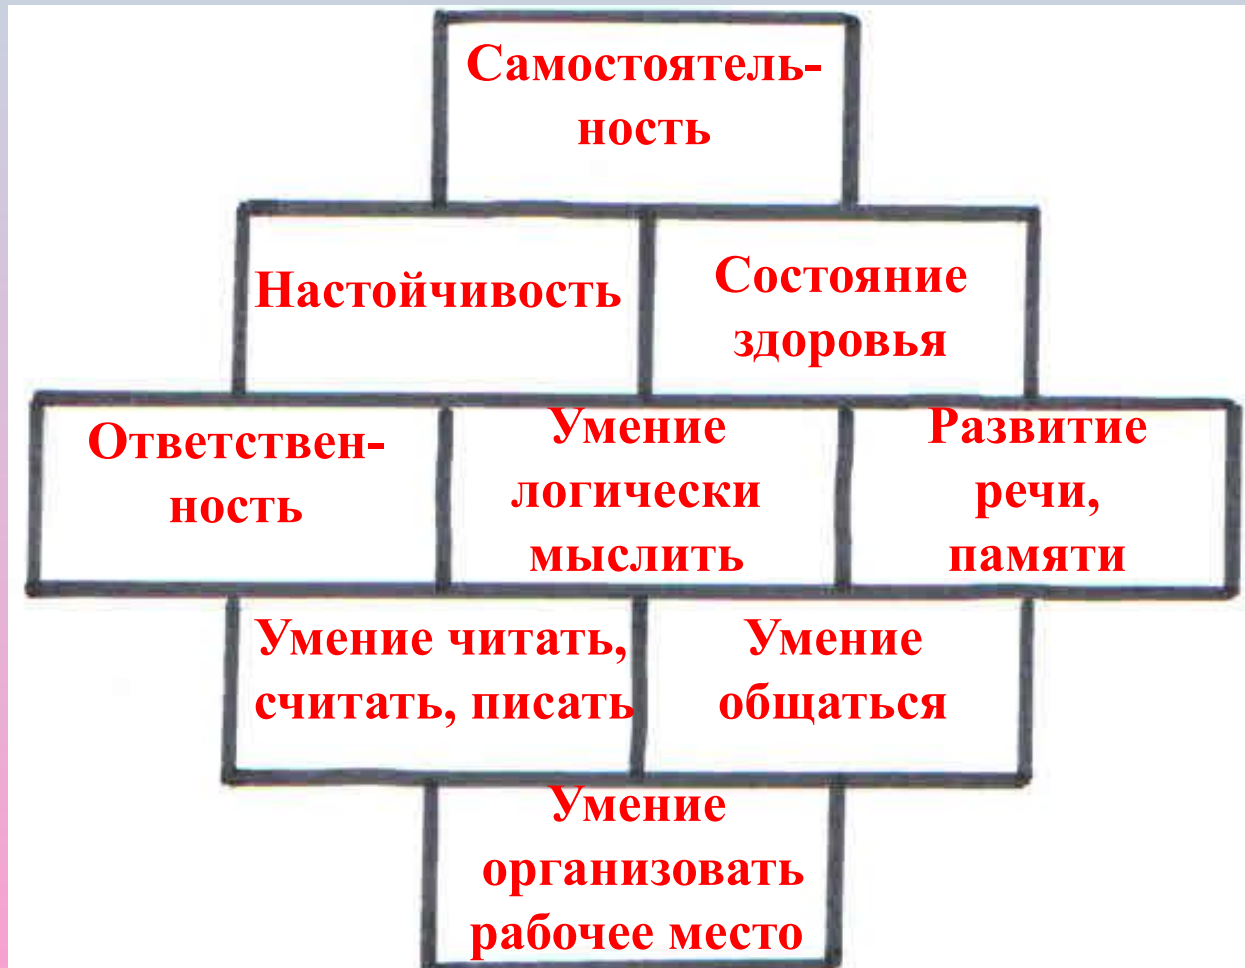 Самостоятель-
ность
Настойчивость
Состояние
здоровья
Ответствен-
ность
Умение
логически
мыслить
Развитие
речи,
памяти
Умение читать,
считать, писать
Умение
общаться
Умение
организовать
рабочее место